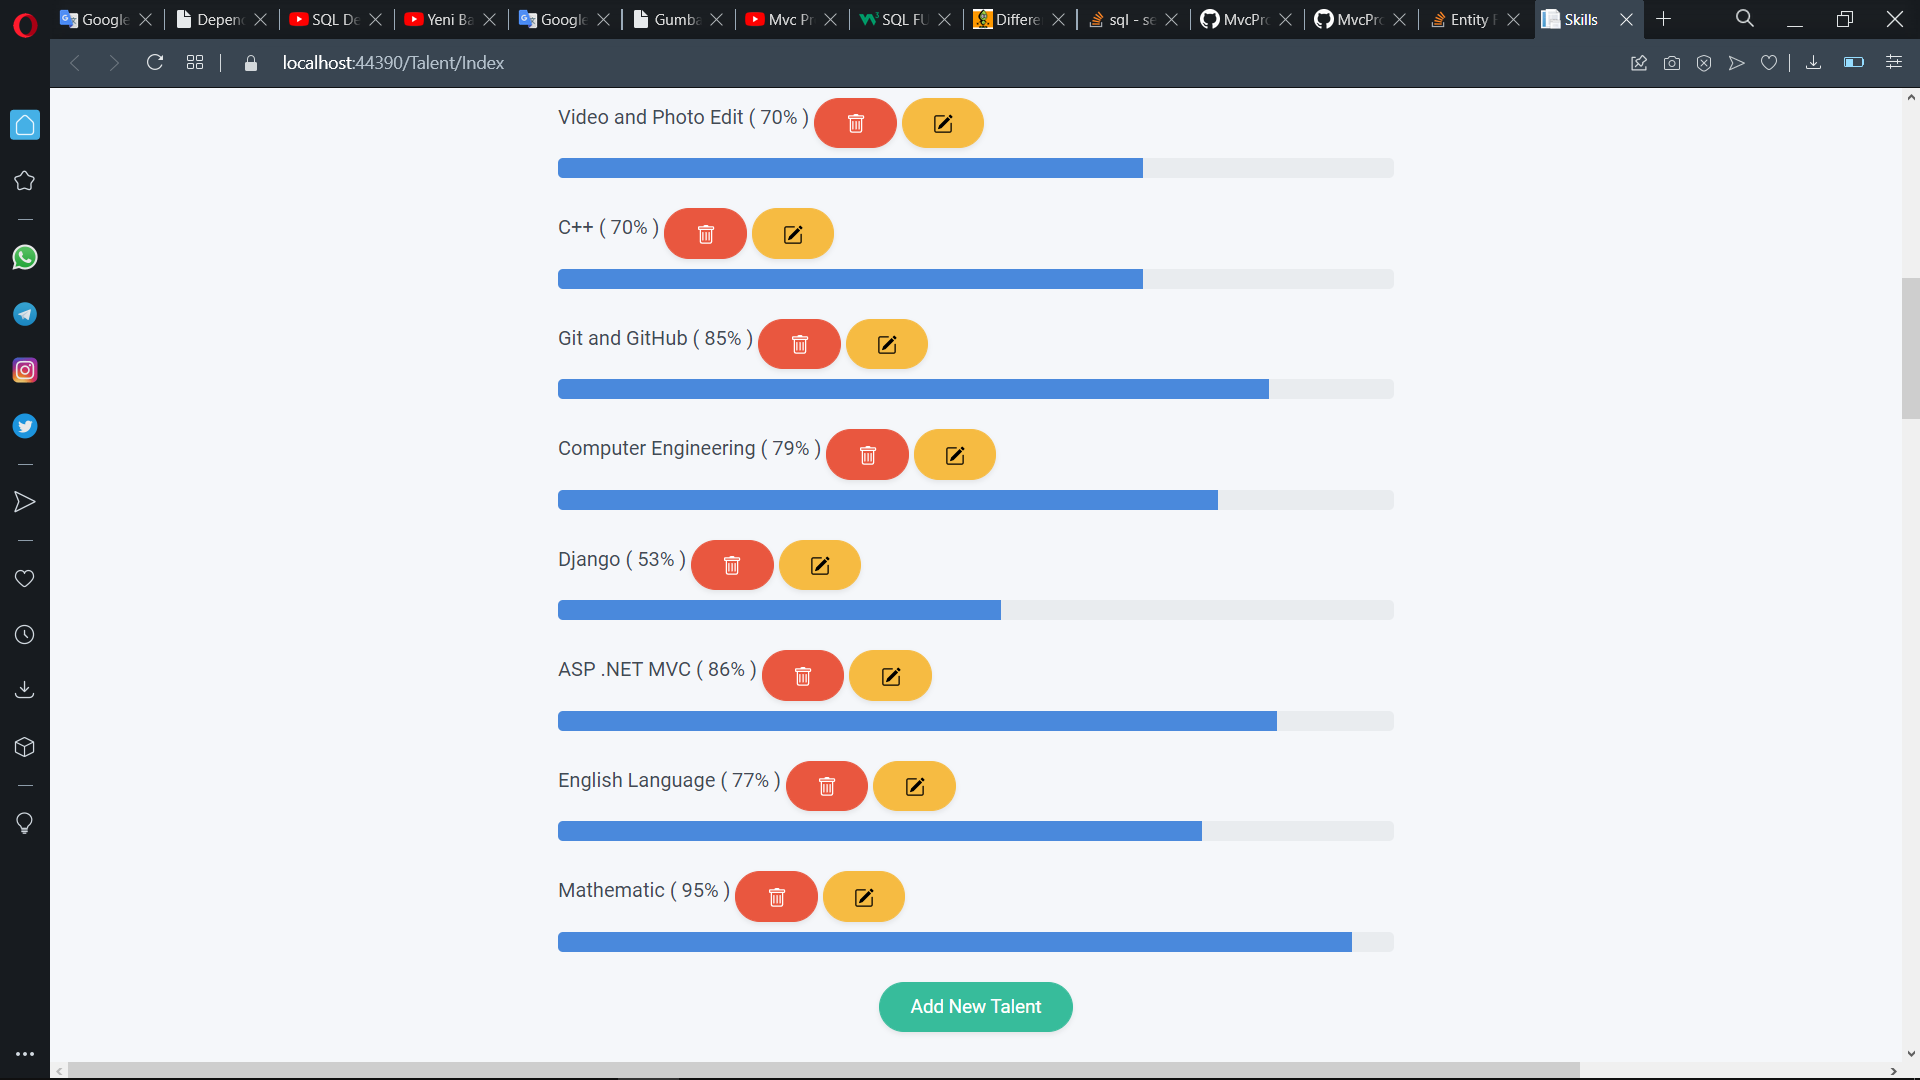 Google
Depen
SQL De
Yeni Ba
Google
Gumba
Mvc Pr
SQL FU
Differe
sql - se
MvcPro
MvcPro
Entity F
Skills
localhost:44390/Talent/Index
Video and Photo Edit ( 70% )
C++ ( 70% )
Git and GitHub ( 85% )
Computer Engineering ( 79% )
Django ( 53% )
ASP .NET MVC ( 86% )
English Language ( 77% )
Mathematic ( 95% )
Add New Talent